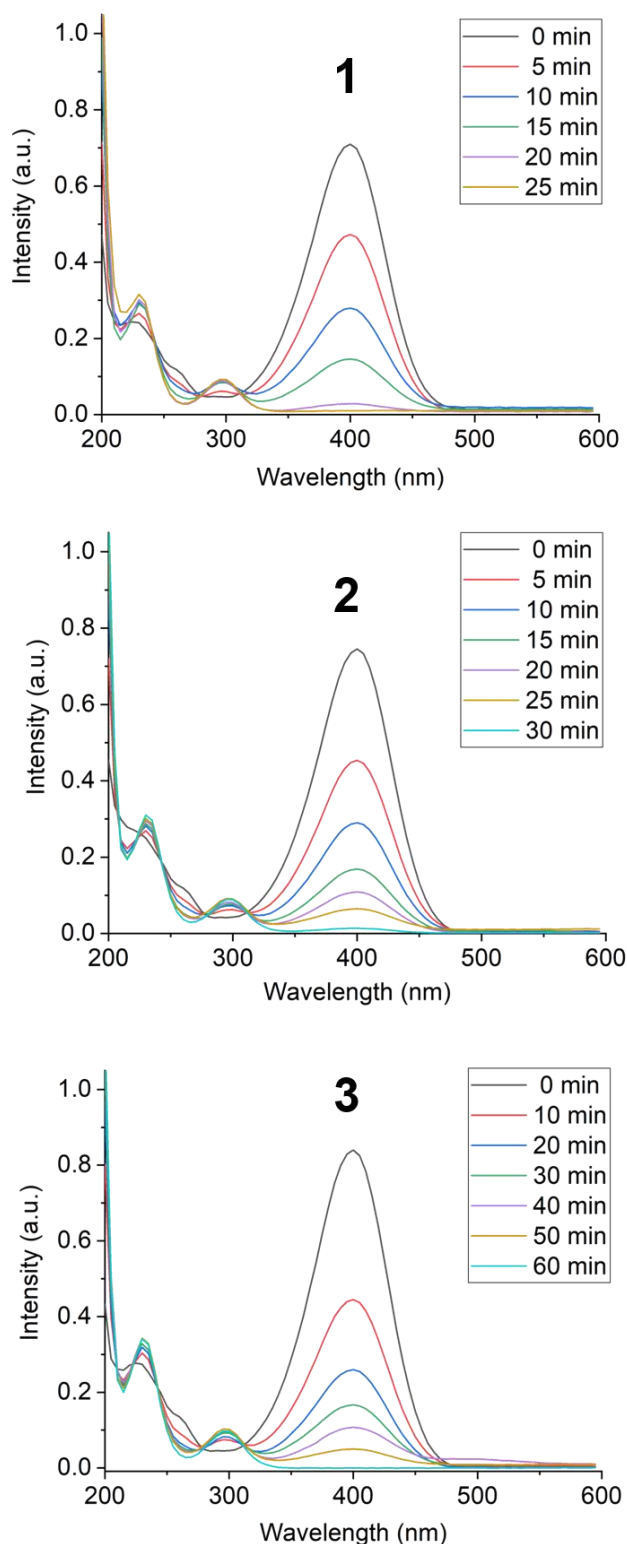 1
0 min
5 min
10 min
15 min
20 min
25 min
1.0
0.8
0.6
0.4
0.2
0.0
Intensity (a.u.)
200 300 400 500 600
Wavelength (nm)
2
0 min
5 min
10 min
15 min
20 min
25 min
30 min
1.0
0.8
0.6
0.4
0.2
0.0
Intensity (a.u.)
200 300 400 500 600
Wavelength (nm)
3
0 min
10 min
20 min
30 min
40 min
50 min
60 min
1.0
0.8
0.6
0.4
0.2
0.0
Intensity (a.u.)
200 300 400 500 600
Wavelength (nm)